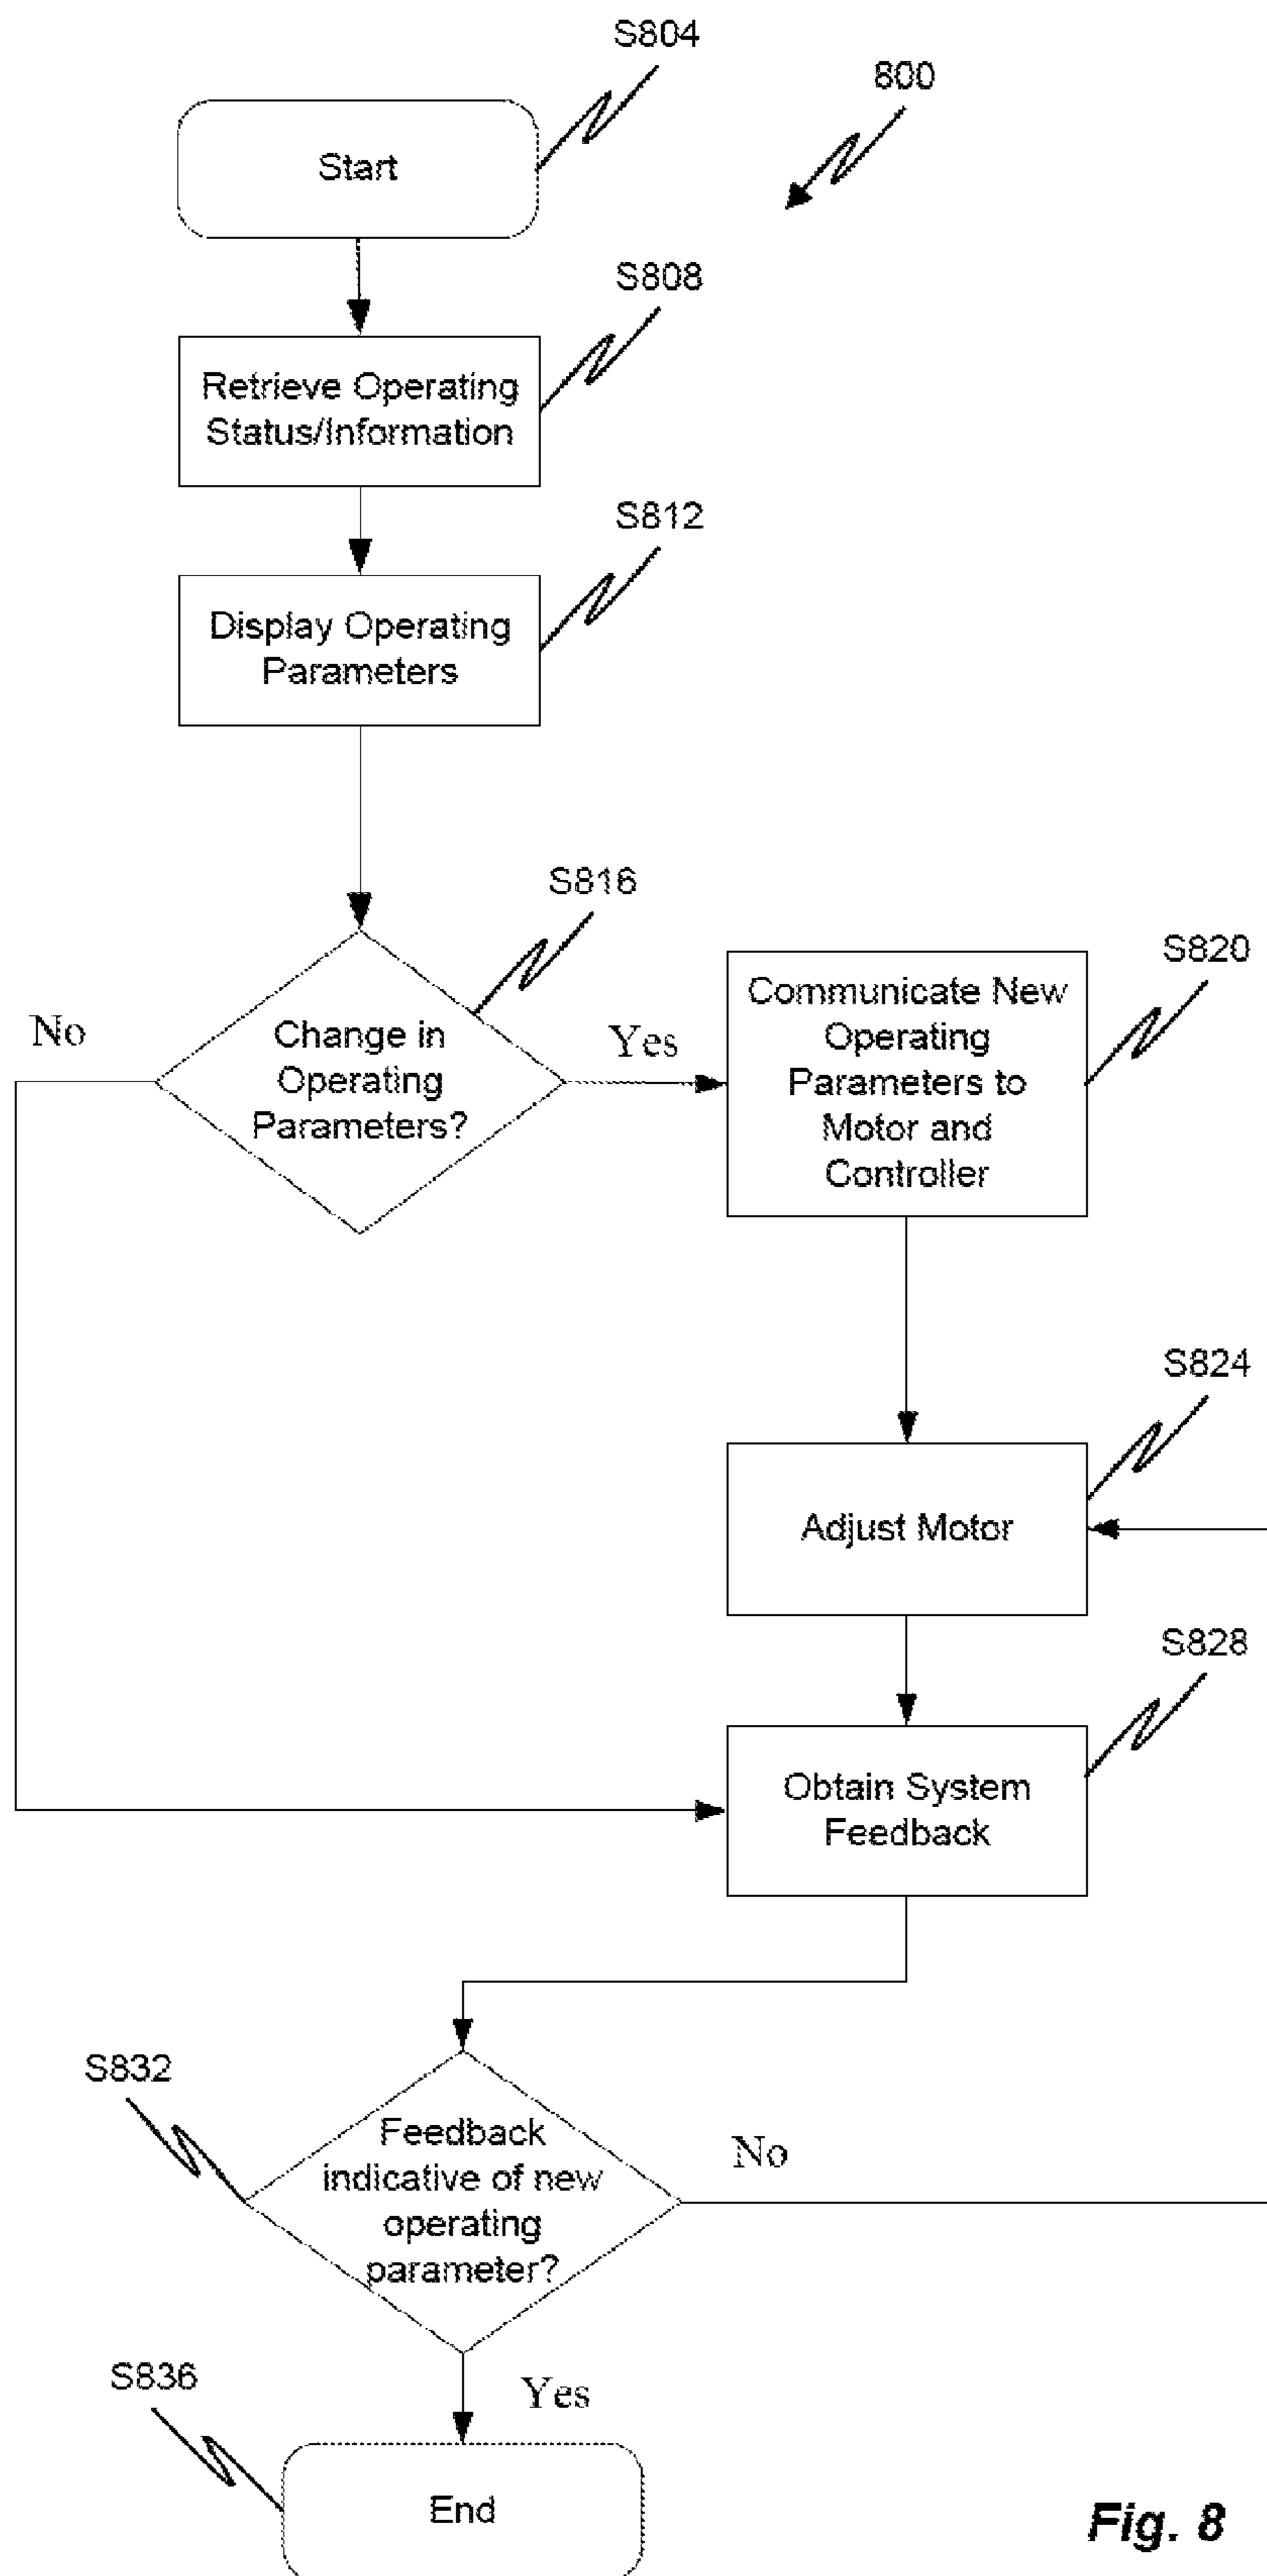 S804
800
Start
S808
Retrieve Operating
Status/Information
S812
Display Operating
Parameters
S816
Change in
Operating
Parameters?
No
Yes
S820
Communicate New
Operating
Parameters to
Motor and
Controller
S824
Adjust Motor
S828
Obtain System
Feedback
S832
Feedback
indicative of new
operating
parameter?
No
Yes
S836
End
Fig. 8